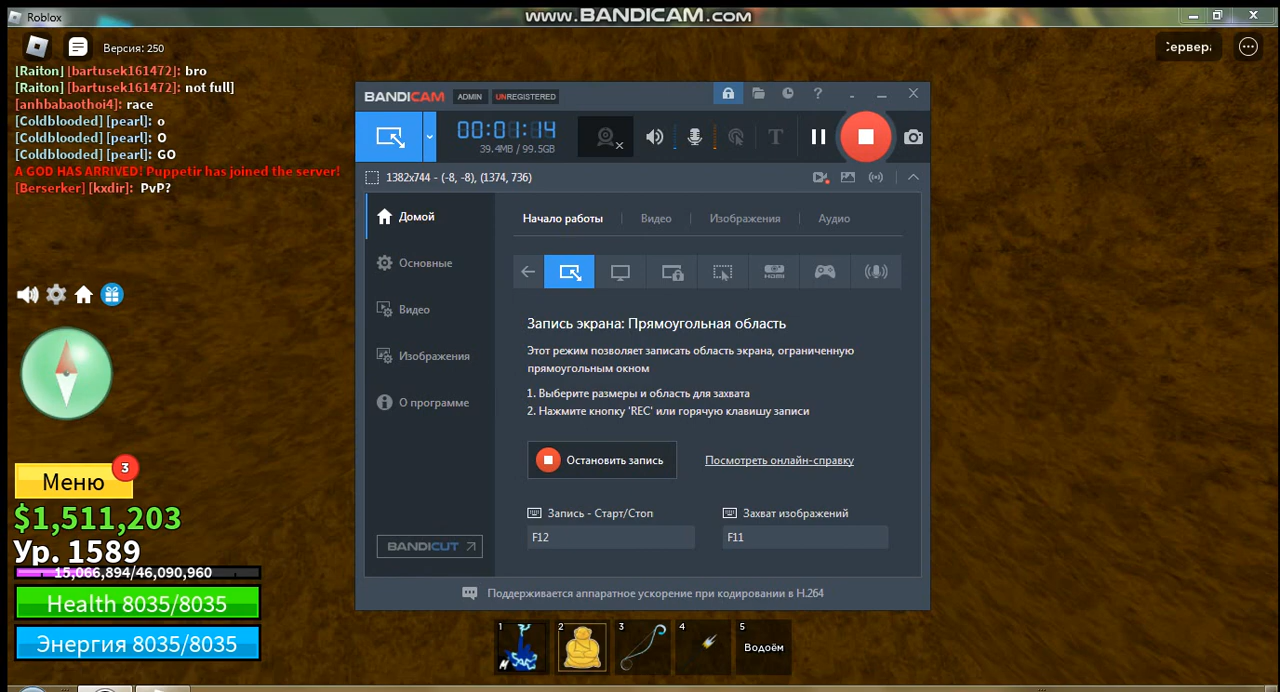 www.BANDICAM.com
Roblox
Версия: 250
[Raiton] [bartusek161472]: bro
[Raiton] [bartusek161472]: not full]
[anhbabaothoi4]: race
[Coldblooded] [pearl]: o
[Coldblooded] [pearl]: O
[Coldblooded] [pearl]: GO
A GOD HAS ARRIVED! Puppetir has joined the server!
[Berserker] [kxdir]: PvP?
Меню
3
$1,511,203
Ур. 1589
15,066,894/46,090,960
Health 8035/8035
Энергия 8035/8035
BANDICAM
ADMIN
UNREGISTERED
?
00:01:14
39.4MB / 99.5GB
T
1382x744 - (-8, -8), (1374, 736)
Домой
Основные
Видео
Изображения
О программе
BANDICUT
Начало работы
Видео
Изображения
Аудио
HDMI
Запись экрана: Прямоугольная область
Этот режим позволяет записать область экрана, ограниченную
прямоугольным окном
1. Выберите размеры и область для захвата
2. Нажмите кнопку 'REC' или горячую клавишу записи
Остановить запись
Посмотреть онлайн-справку
Запись - Старт/Стоп
Захват изображений
F12
F11
Поддерживается аппаратное ускорение при кодировании в H.264
1
2
3
4
5
Водоём